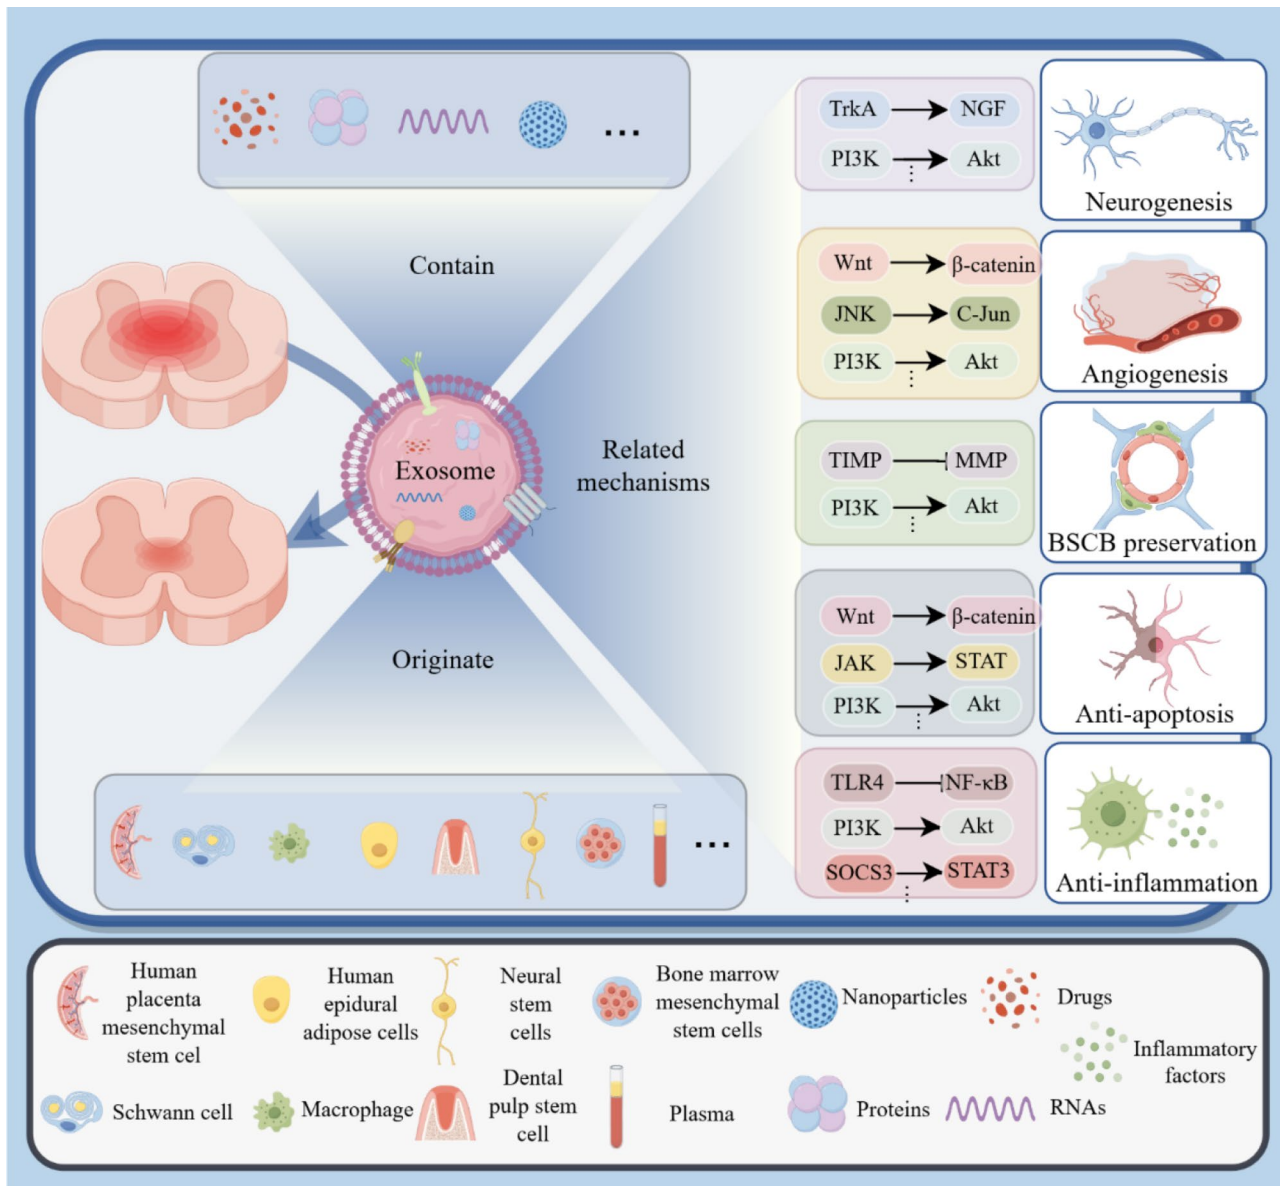 ...
Contain
Exosome
Related
mechanisms
Originate
...
TrkA NGF
PI3K Akt
...
Neurogenesis
Wnt β-catenin
JNK C-Jun
PI3K Akt
...
Angiogenesis
TIMP MMP
PI3K Akt
...
BSCB preservation
Wnt β-catenin
JAK STAT
PI3K Akt
...
Anti-apoptosis
TLR4 NF-κB
PI3K Akt
SOCS3 STAT3
...
Anti-inflammation
Human
placenta
mesenchymal
stem cel
Human
epidural
adipose cells
Neural
stem
cells
Bone marrow
mesenchymal
stem cells
Nanoparticles
Drugs
Inflammatory
factors
Schwann cell
Macrophage
Dental
pulp stem
cell
Plasma
Proteins
RNAs